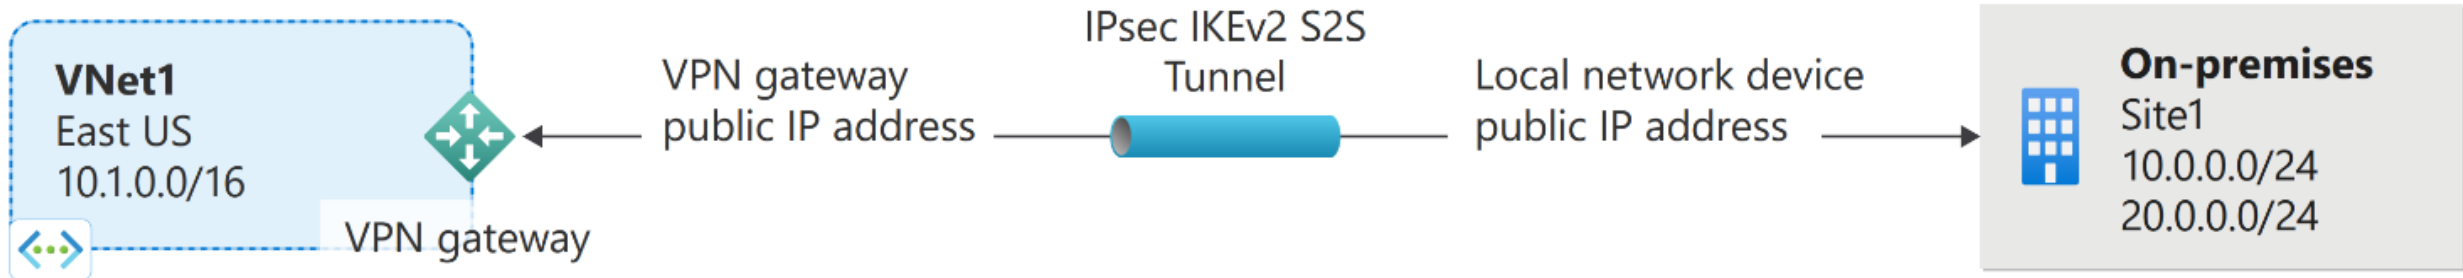 VNet1
East US
10.1.0.0/16
VPN gateway
VPN gateway
public IP address
IPsec IKEv2 S2S
Tunnel
Local network device
public IP address
On-premises
Site1
10.0.0.0/24
20.0.0.0/24